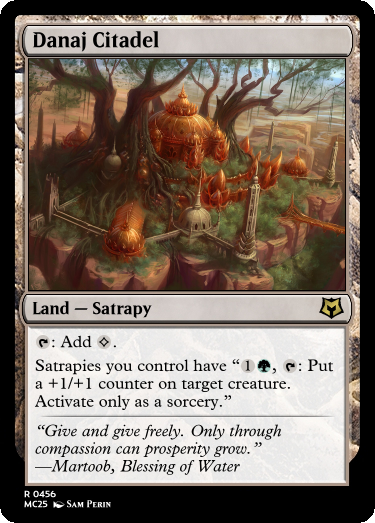 Danaj Citadel
Land — Satrapy
: Add .
Satrapies you control have “1, : Put
a +1/+1 counter on target creature.
Activate only as a sorcery.”
“Give and give freely. Only through
compassion can prosperity grow.”
—Martoob, Blessing of Water
R 0456
MC25 Sam Perin